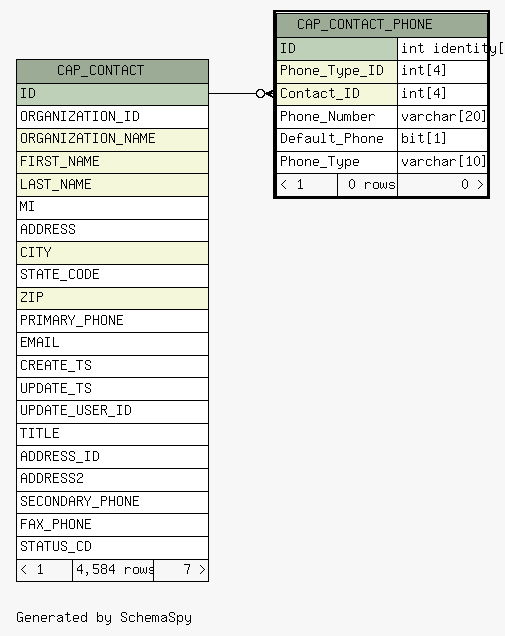 CAP_CONTACT_PHONE
ID int identity[
Phone_Type_ID int[4]
Contact_ID int[4]
Phone_Number varchar[20]
Default_Phone bit[1]
Phone_Type varchar[10]
< 1 0 rows 0 >
CAP_CONTACT
ID
ORGANIZATION_ID
ORGANIZATION_NAME
FIRST_NAME
LAST_NAME
MI
ADDRESS
CITY
STATE_CODE
ZIP
PRIMARY_PHONE
EMAIL
CREATE_TS
UPDATE_TS
UPDATE_USER_ID
TITLE
ADDRESS_ID
ADDRESS2
SECONDARY_PHONE
FAX_PHONE
STATUS_CD
< 1 4,584 rows 7 >
Generated by SchemaSpy